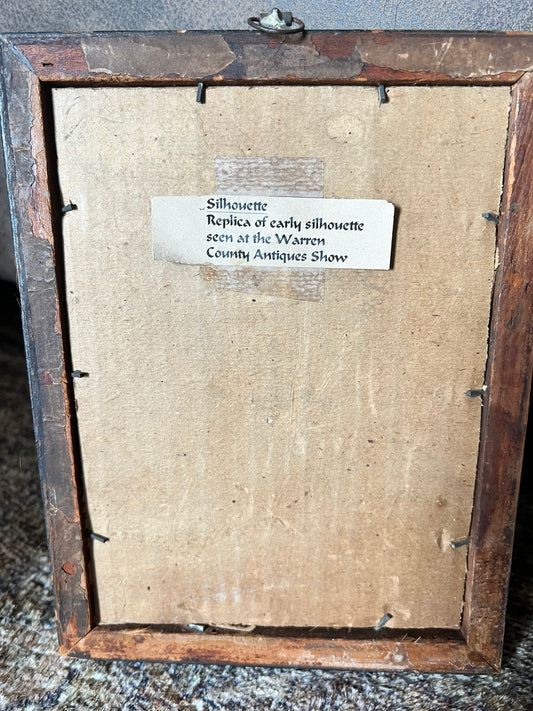 Silhouette
Replica of early silhouette
seen at the Warren
County Antiques Show